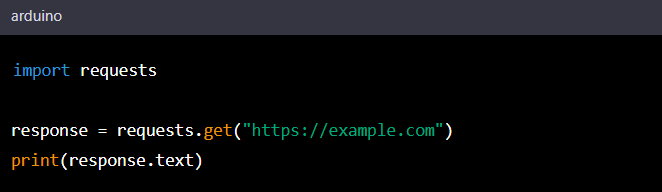 arduino
import requests
response = requests.get("https://example.com")
print(response.text)